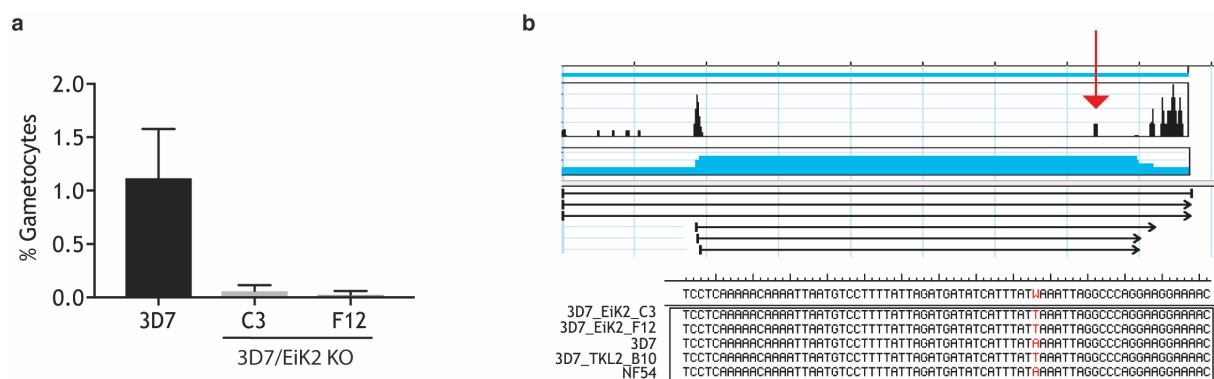 a
b
2.0
1.5
1.0
0.5
0.0
% Gametocytes
3D7 C3 F12
3D7/EiK2 KO
TCCTCAAAAACAAAATTAATGTCCTTTTATTAGATGATATCATTTATWAAATTAGGCCCAGGAAGGAAAAC
3D7_EiK2_C3 TCCTCAAAAACAAAATTAATGTCCTTTTATTAGATGATATCATTTATTAAATTAGGCCCAGGAAGGAAAAC
3D7_EiK2_F12 TCCTCAAAAACAAAATTAATGTCCTTTTATTAGATGATATCATTTATTAAATTAGGCCCAGGAAGGAAAAC
3D7 TCCTCAAAAACAAAATTAATGTCCTTTTATTAGATGATATCATTTATAAAATTAGGCCCAGGAAGGAAAAC
3D7_TKL2_B10 TCCTCAAAAACAAAATTAATGTCCTTTTATTAGATGATATCATTTATTAAATTAGGCCCAGGAAGGAAAAC
NF54 TCCTCAAAAACAAAATTAATGTCCTTTTATTAGATGATATCATTTATAAAATTAGGCCCAGGAAGGAAAAC